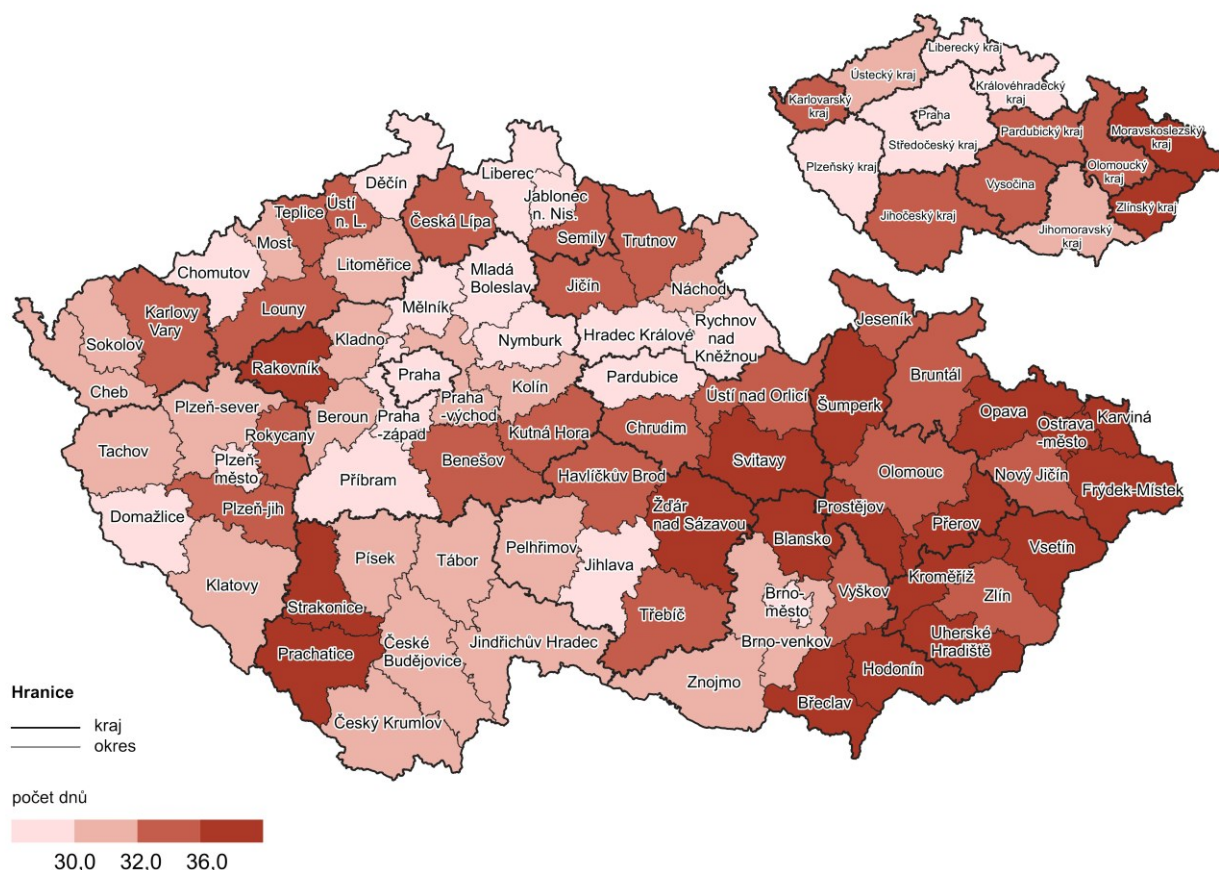 Liberecký kraj
Ústecký kraj
Královéhradecký
kraj
Karlovarský
kraj
Praha
Pardubický kraj
Moravskoslezský
kraj
Středočeský kraj
Plzeňský kraj
Olomoucký
kraj
Vysočina
Zlínský kraj
Jihočeský kraj
Jihomoravský
kraj
Děčín
Liberec
Jablonec
n. Nis.
Teplice
Ústí
n. L.
Česká Lípa
Semily
Trutnov
Most
Litoměřice
Chomutov
Mladá
Boleslav
Jičín
Náchod
Karlovy
Vary
Louny
Mělník
Sokolov
Kladno
Nymburk
Hradec Králové
Rychnov
nad
Kněžnou
Jeseník
Rakovník
Praha
Pardubice
Bruntál
Cheb
Kolín
Ústí nad Orlicí
Šumperk
Opava
Karviná
Plzeň-sever
Beroun
Praha
-západ
Praha
-východ
Ostrava
-město
Rokycany
Kutná Hora
Chrudim
Tachov
Plzeň-
město
Benešov
Svitavy
Olomouc
Nový Jičín
Havlíčkův Brod
Příbram
Frýdek-Místek
Domažlice
Plzeň-jih
Žďár
nad Sázavou
Prostějov
Přerov
Blansko
Písek
Tábor
Pelhřimov
Jihlava
Vsetín
Klatovy
Kroměříž
Strakonice
Třebíč
Brno-
město
Vyškov
Zlín
Prachatice
České
Budějovice
Jindřichův Hradec
Brno-venkov
Uherské
Hradiště
Znojmo
Hodonín
Břeclav
Český Krumlov
Hranice
kraj
okres
počet dnů
30,0 32,0 36,0